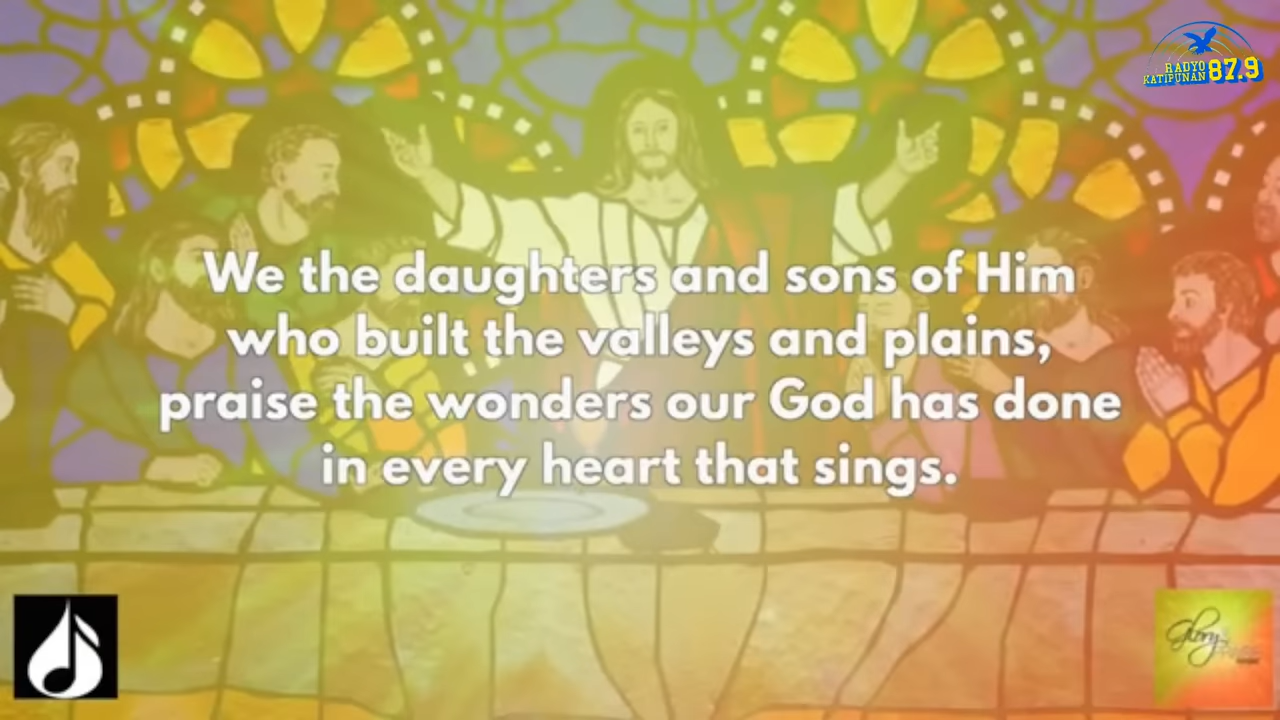 RADYO
KATIPUNAN 87.9
We the daughters and sons of Him
who built the valleys and plains,
praise the wonders our God has done
in every heart that sings.
Glory